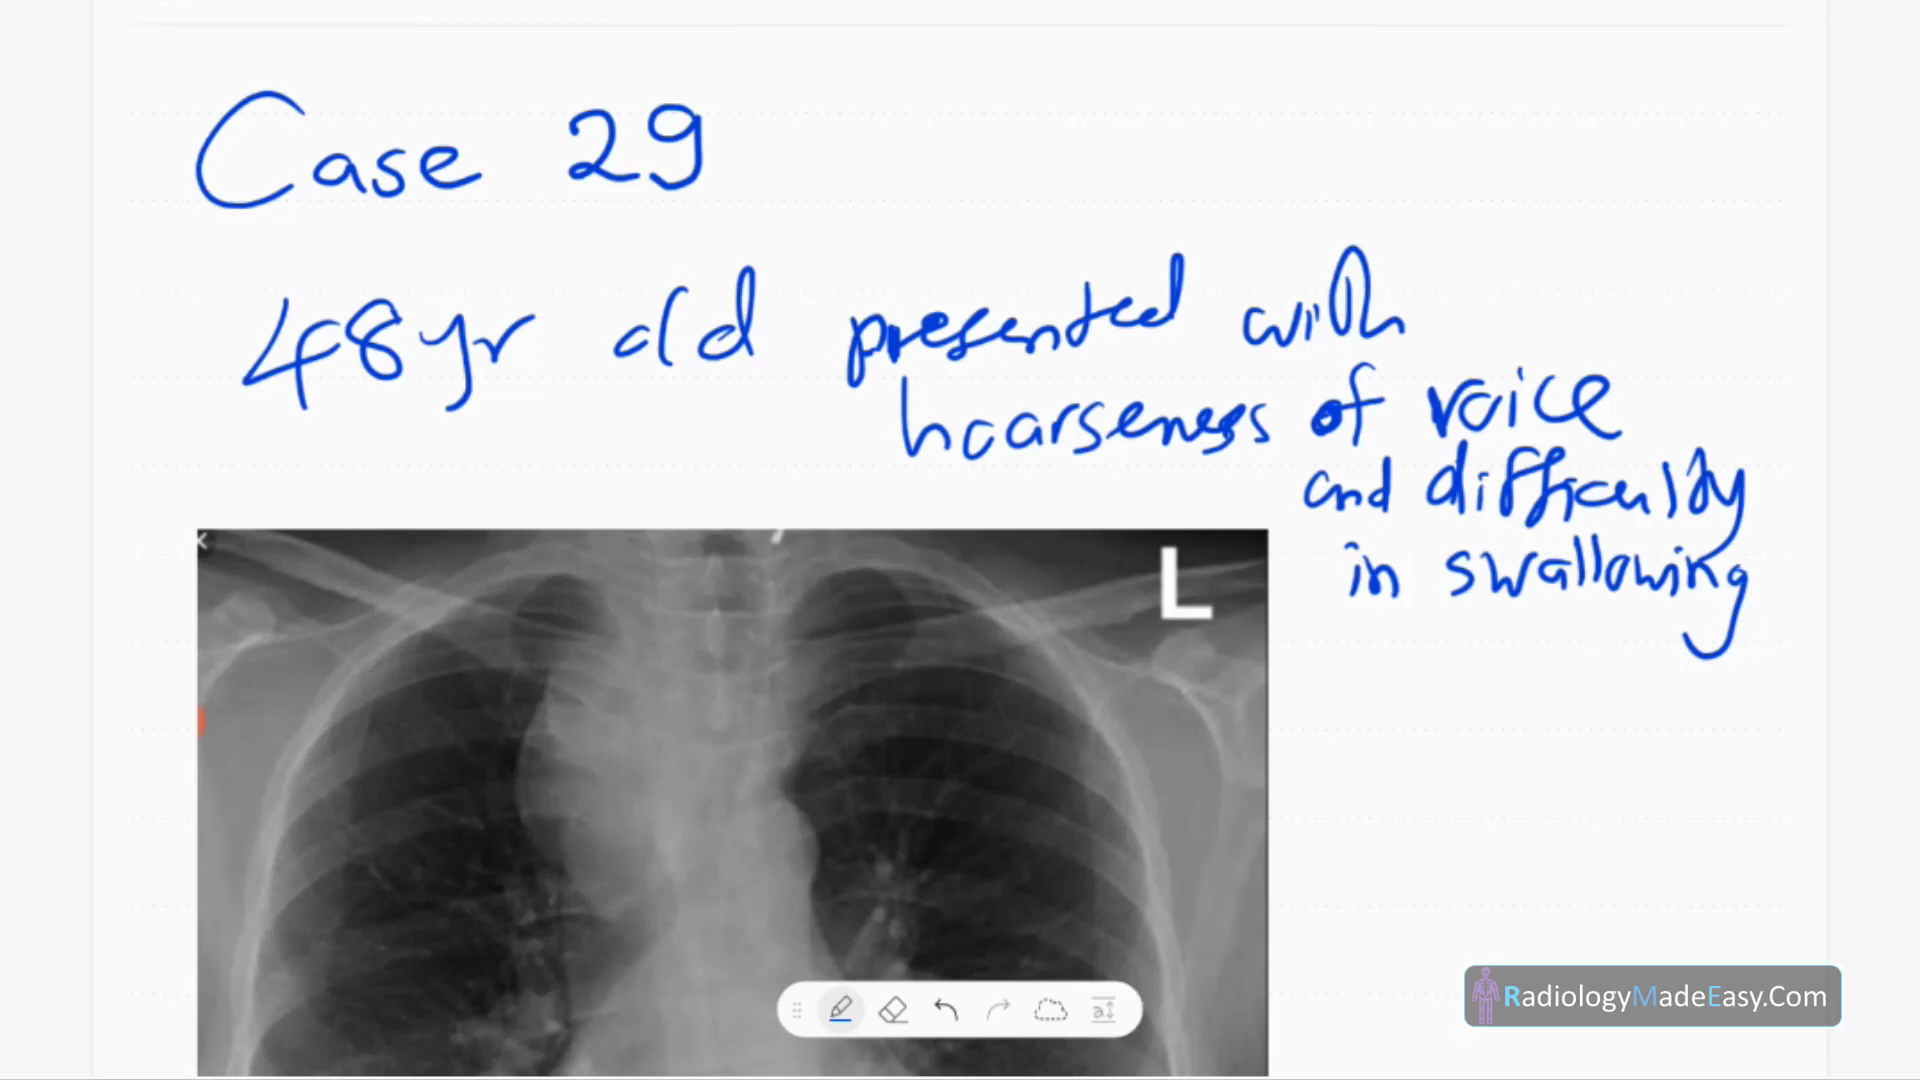 Case 29
48yr old presented with
hoarseness of voice
and difficulty
in swallowing
L
RadiologyMadeEasy.Com